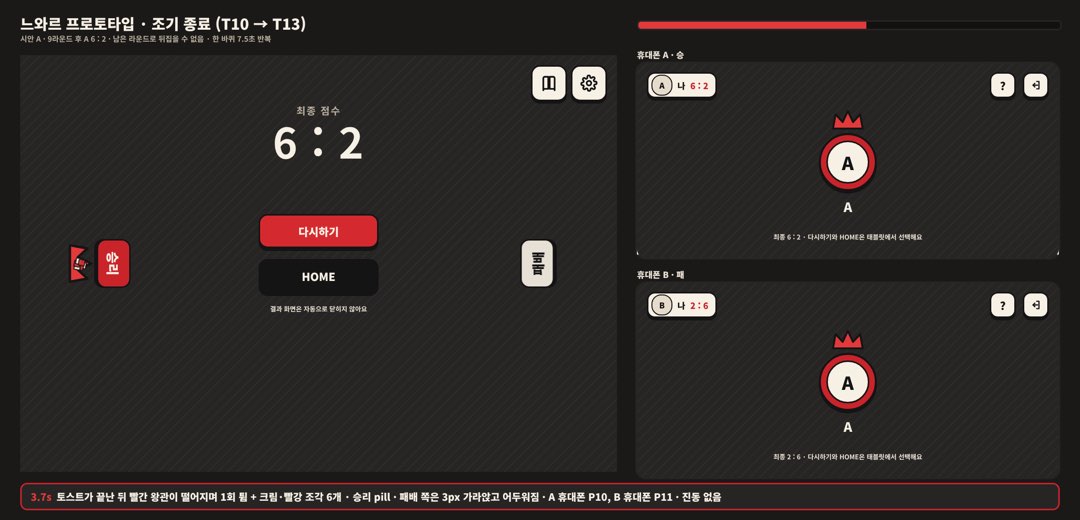 느와르 프로토타입 · 조기 종료 (T10 → T13)
시안 A · 9라운드 후 A 6 : 2 · 남은 라운드로 뒤집을 수 없음 · 한 바퀴 7.5초 반복
최종 점수
6 : 2
승리
패배
다시하기
HOME
결과 화면은 자동으로 닫히지 않아요
휴대폰 A · 승
A 나 6 : 2
?
A
A
최종 6 : 2 · 다시하기와 HOME은 태블릿에서 선택해요
휴대폰 B · 패
B 나 2 : 6
?
A
A
최종 2 : 6 · 다시하기와 HOME은 태블릿에서 선택해요
3.7s 토스트가 끝난 뒤 빨간 왕관이 떨어지며 1회 튐 + 크림·빨강 조각 6개 · 승리 pill · 패배 쪽은 3px 가라앉고 어두워짐 · A 휴대폰 P10, B 휴대폰 P11 · 진동 없음